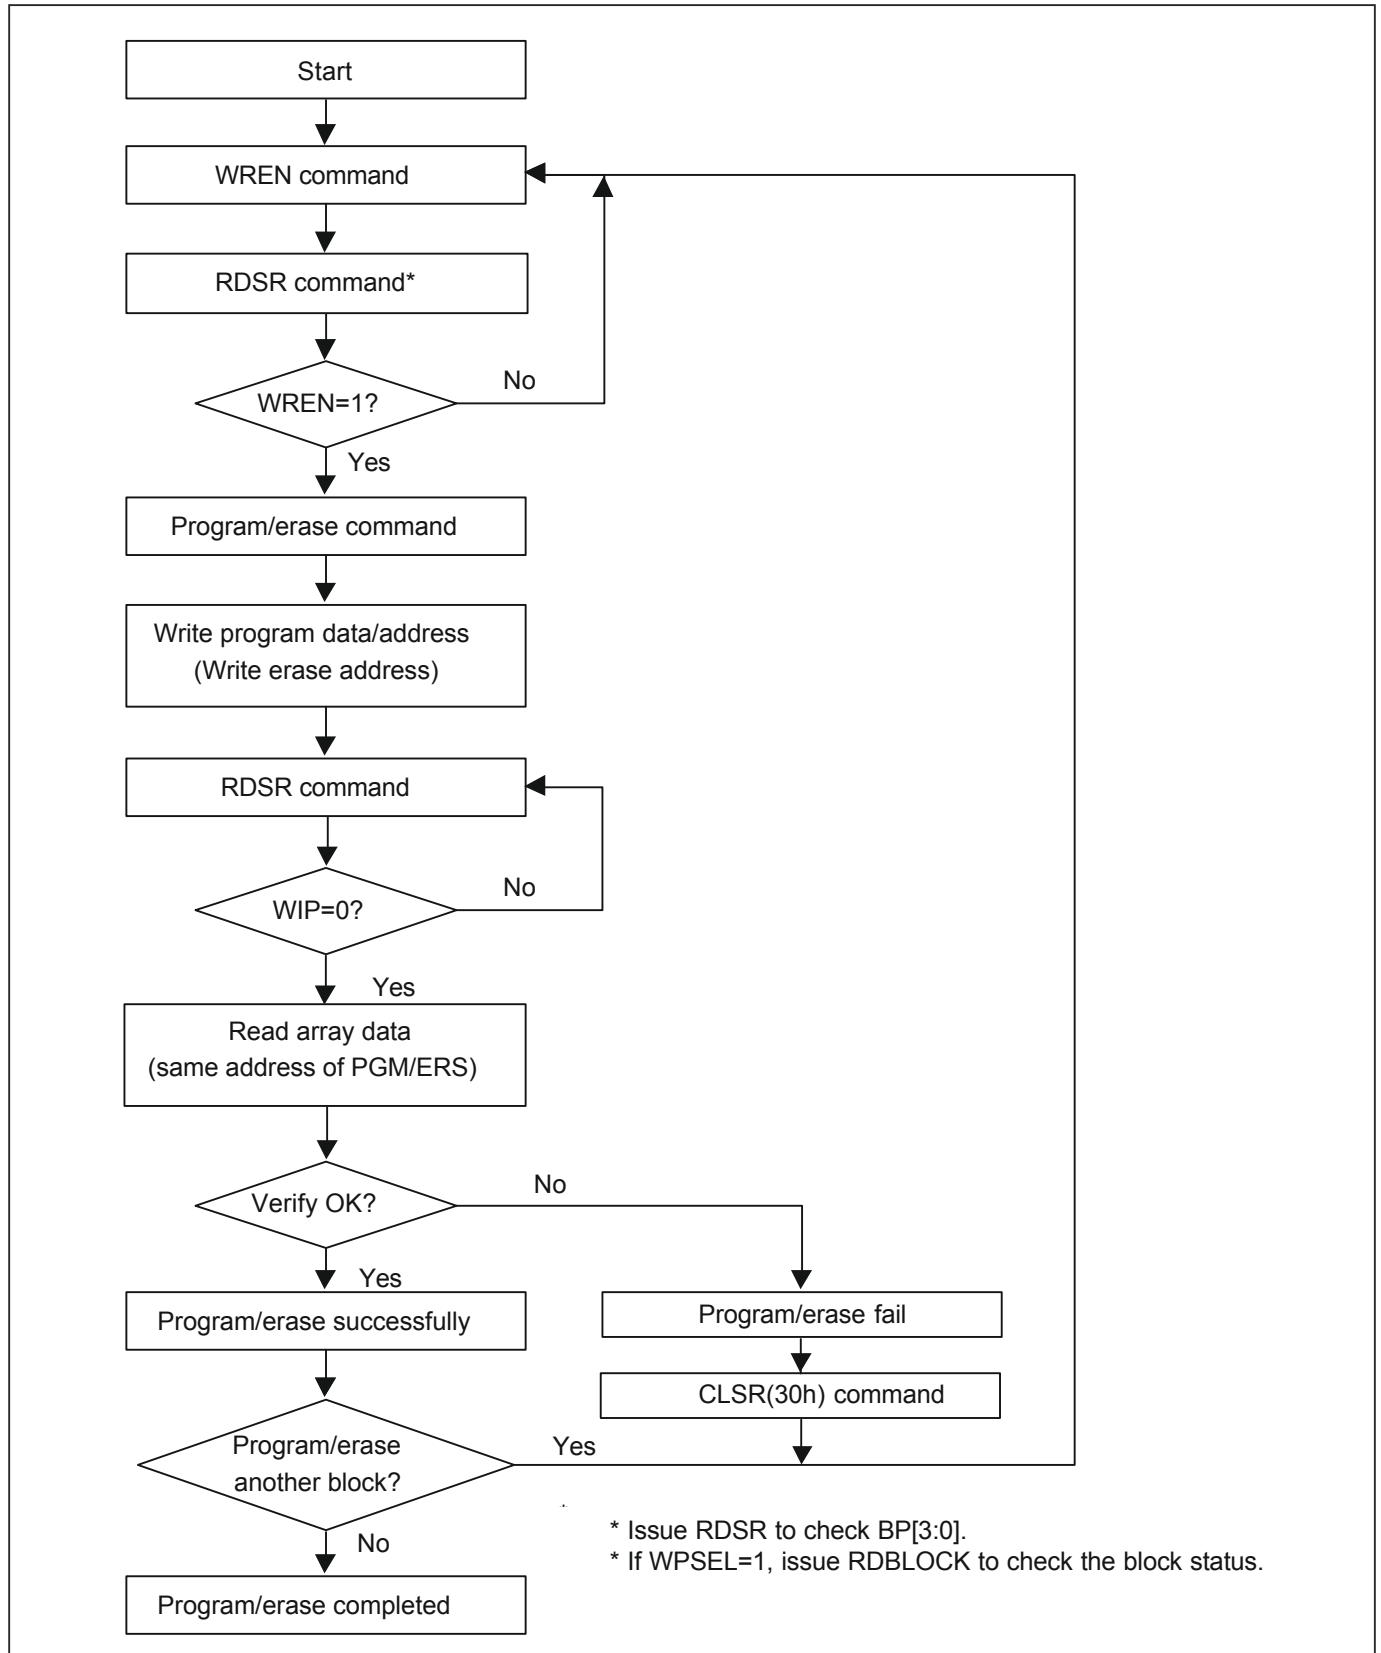 Start
WREN command
RDSR command*
WREN=1?
No
Yes
Program/erase command
Write program data/address
(Write erase address)
RDSR command
WIP=0?
No
Yes
Read array data
(same address of PGM/ERS)
Verify OK?
No
Yes
Program/erase successfully
Program/erase fail
CLSR(30h) command
Program/erase
another block?
Yes
No
* Issue RDSR to check BP[3:0].
* If WPSEL=1, issue RDBLOCK to check the block status.
Program/erase completed